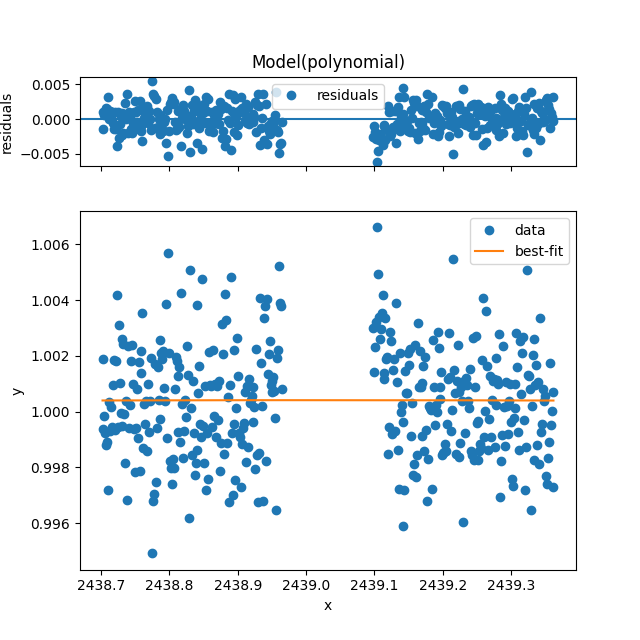 Model(polynomial)
residuals
0.005
0.000
−0.005
residuals
y
1.006
1.004
1.002
1.000
0.998
0.996
data
best-fit
2438.7 2438.8 2438.9 2439.0 2439.1 2439.2 2439.3
x